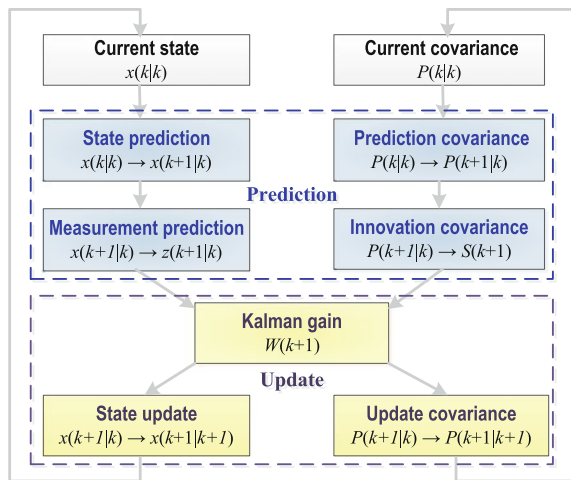 Current state
x(k|k)
Current covariance
P(k|k)
State prediction
x(k|k) → x(k+1|k)
Prediction covariance
P(k|k) → P(k+1|k)
Prediction
Measurement prediction
x(k+1|k) → z(k+1|k)
Innovation covariance
P(k+1|k) → S(k+1)
Kalman gain
W(k+1)
Update
State update
x(k+1|k) → x(k+1|k+1)
Update covariance
P(k+1|k) → P(k+1|k+1)